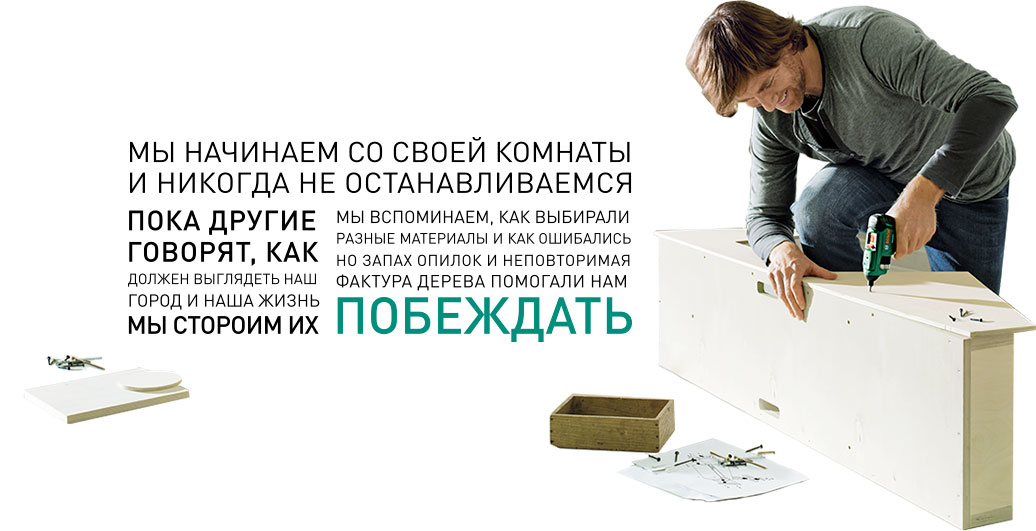 МЫ НАЧИНАЕМ СО СВОЕЙ КОМНАТЫ
И НИКОГДА НЕ ОСТАНАВЛИВАЕМСЯ
ПОКА ДРУГИЕ
ГОВОРЯТ, КАК
ДОЛЖЕН ВЫГЛЯДЕТЬ НАШ
ГОРОД И НАША ЖИЗНЬ
МЫ СТОРОИМ ИХ
МЫ ВСПОМИНАЕМ, КАК ВЫБИРАЛИ
РАЗНЫЕ МАТЕРИАЛЫ И КАК ОШИБАЛИСЬ
НО ЗАПАХ ОПИЛОК И НЕПОВТОРИМАЯ
ФАКТУРА ДЕРЕВА ПОМОГАЛИ НАМ
ПОБЕЖДАТЬ